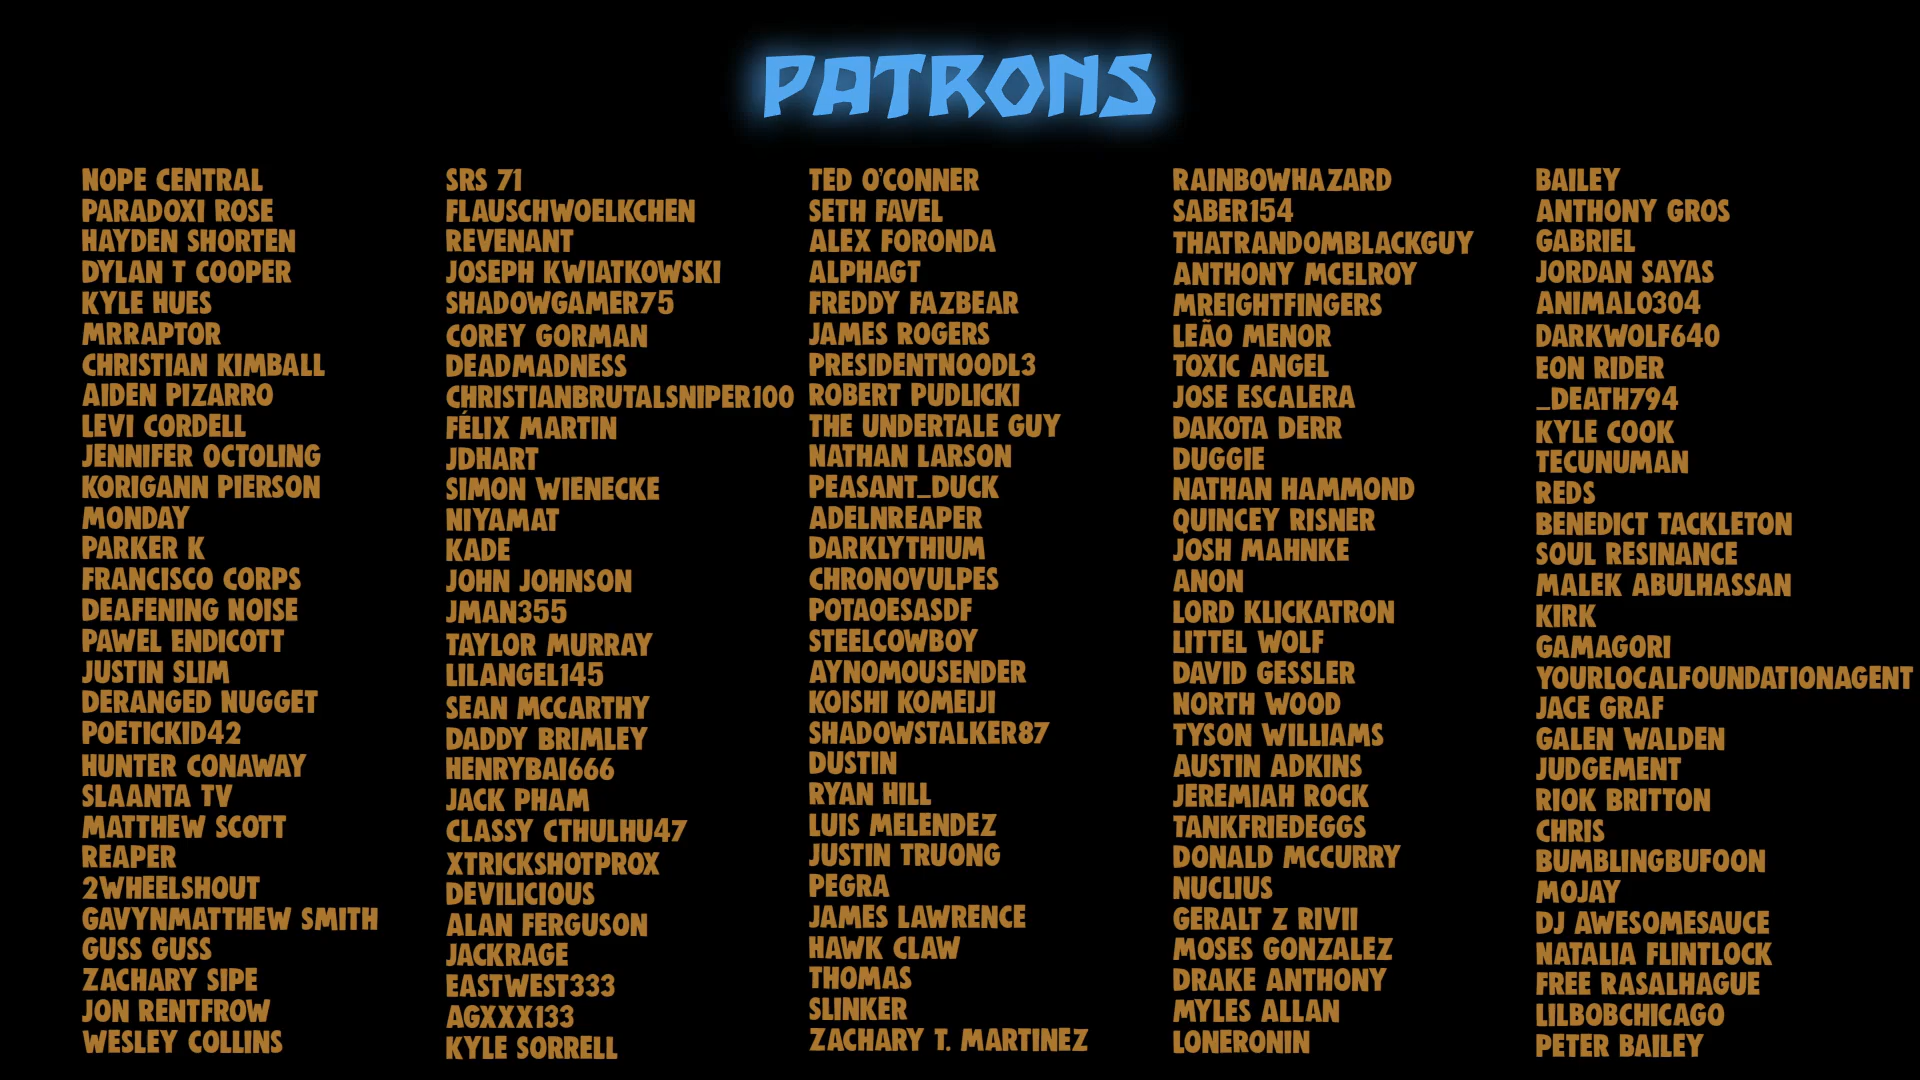 PATRONS
NOPE CENTRAL
PARADOXI ROSE
HAYDEN SHORTEN
DYLAN T COOPER
KYLE HUES
MRRAPTOR
CHRISTIAN KIMBALL
AIDEN PIZARRO
LEVI CORDELL
JENNIFER OCTOLING
KORIGANN PIERSON
MONDAY
PARKER K
FRANCISCO CORPS
DEAFENING NOISE
PAWEL ENDICOTT
JUSTIN SLIM
DERANGED NUGGET
POETICKID42
HUNTER CONAWAY
SLAANTA TV
MATTHEW SCOTT
REAPER
2WHEELSHOUT
GAVYNMATTHEW SMITH
GUSS GUSS
ZACHARY SIPE
JON RENTFROW
WESLEY COLLINS
SRS 71
FLAUSCHWOELKCHEN
REVENANT
JOSEPH KWIATKOWSKI
SHADOWGAMER75
COREY GORMAN
DEADMADNESS
CHRISTIANBRUTALSNIPER100
FÉLIX MARTIN
JDHART
SIMON WIENECKE
NIYAMAT
KADE
JOHN JOHNSON
JMAN355
TAYLOR MURRAY
LILANGEL145
SEAN MCCARTHY
DADDY BRIMLEY
HENRYBAI666
JACK PHAM
CLASSY CTHULHU47
XTRICKSHOTPROX
DEVILICIOUS
ALAN FERGUSON
JACKRAGE
EASTWEST333
AGXXX133
KYLE SORRELL
TED O'CONNER
SETH FAVEL
ALEX FORONDA
ALPHAGT
FREDDY FAZBEAR
JAMES ROGERS
PRESIDENTNOODL3
ROBERT PUDLICKI
THE UNDERTALE GUY
NATHAN LARSON
PEASANT_DUCK
ADELNREAPER
DARKLYTHIUM
CHRONOVULPES
POTAOESASDF
STEELCOWBOY
AYNOMOUSENDER
KOISHI KOMEIJI
SHADOWSTALKER87
DUSTIN
RYAN HILL
LUIS MELENDEZ
JUSTIN TRUONG
PEGRA
JAMES LAWRENCE
HAWK CLAW
THOMAS
SLINKER
ZACHARY T. MARTINEZ
RAINBOWHAZARD
SABER154
THATRANDOMBLACKGUY
ANTHONY MCELROY
MREIGHTFINGERS
LEÃO MENOR
TOXIC ANGEL
JOSE ESCALERA
DAKOTA DERR
DUGGIE
NATHAN HAMMOND
QUINCEY RISNER
JOSH MAHNKE
ANON
LORD KLICKATRON
LITTEL WOLF
DAVID GESSLER
NORTH WOOD
TYSON WILLIAMS
AUSTIN ADKINS
JEREMIAH ROCK
TANKFRIEDEGGS
DONALD MCCURRY
NUCLIUS
GERALT Z RIVII
MOSES GONZALEZ
DRAKE ANTHONY
MYLES ALLAN
LONERONIN
BAILEY
ANTHONY GROS
GABRIEL
JORDAN SAYAS
ANIMAL0304
DARKWOLF640
EON RIDER
_DEATH794
KYLE COOK
TECUNUMAN
REDS
BENEDICT TACKLETON
SOUL RESINANCE
MALEK ABULHASSAN
KIRK
GAMAGORI
YOURLOCALFOUNDATIONAGENT
JACE GRAF
GALEN WALDEN
JUDGEMENT
RIOK BRITTON
CHRIS
BUMBLINGBUFOON
MOJAY
DJ AWESOMESAUCE
NATALIA FLINTLOCK
FREE RASALHAGUE
LILBOBCHICAGO
PETER BAILEY